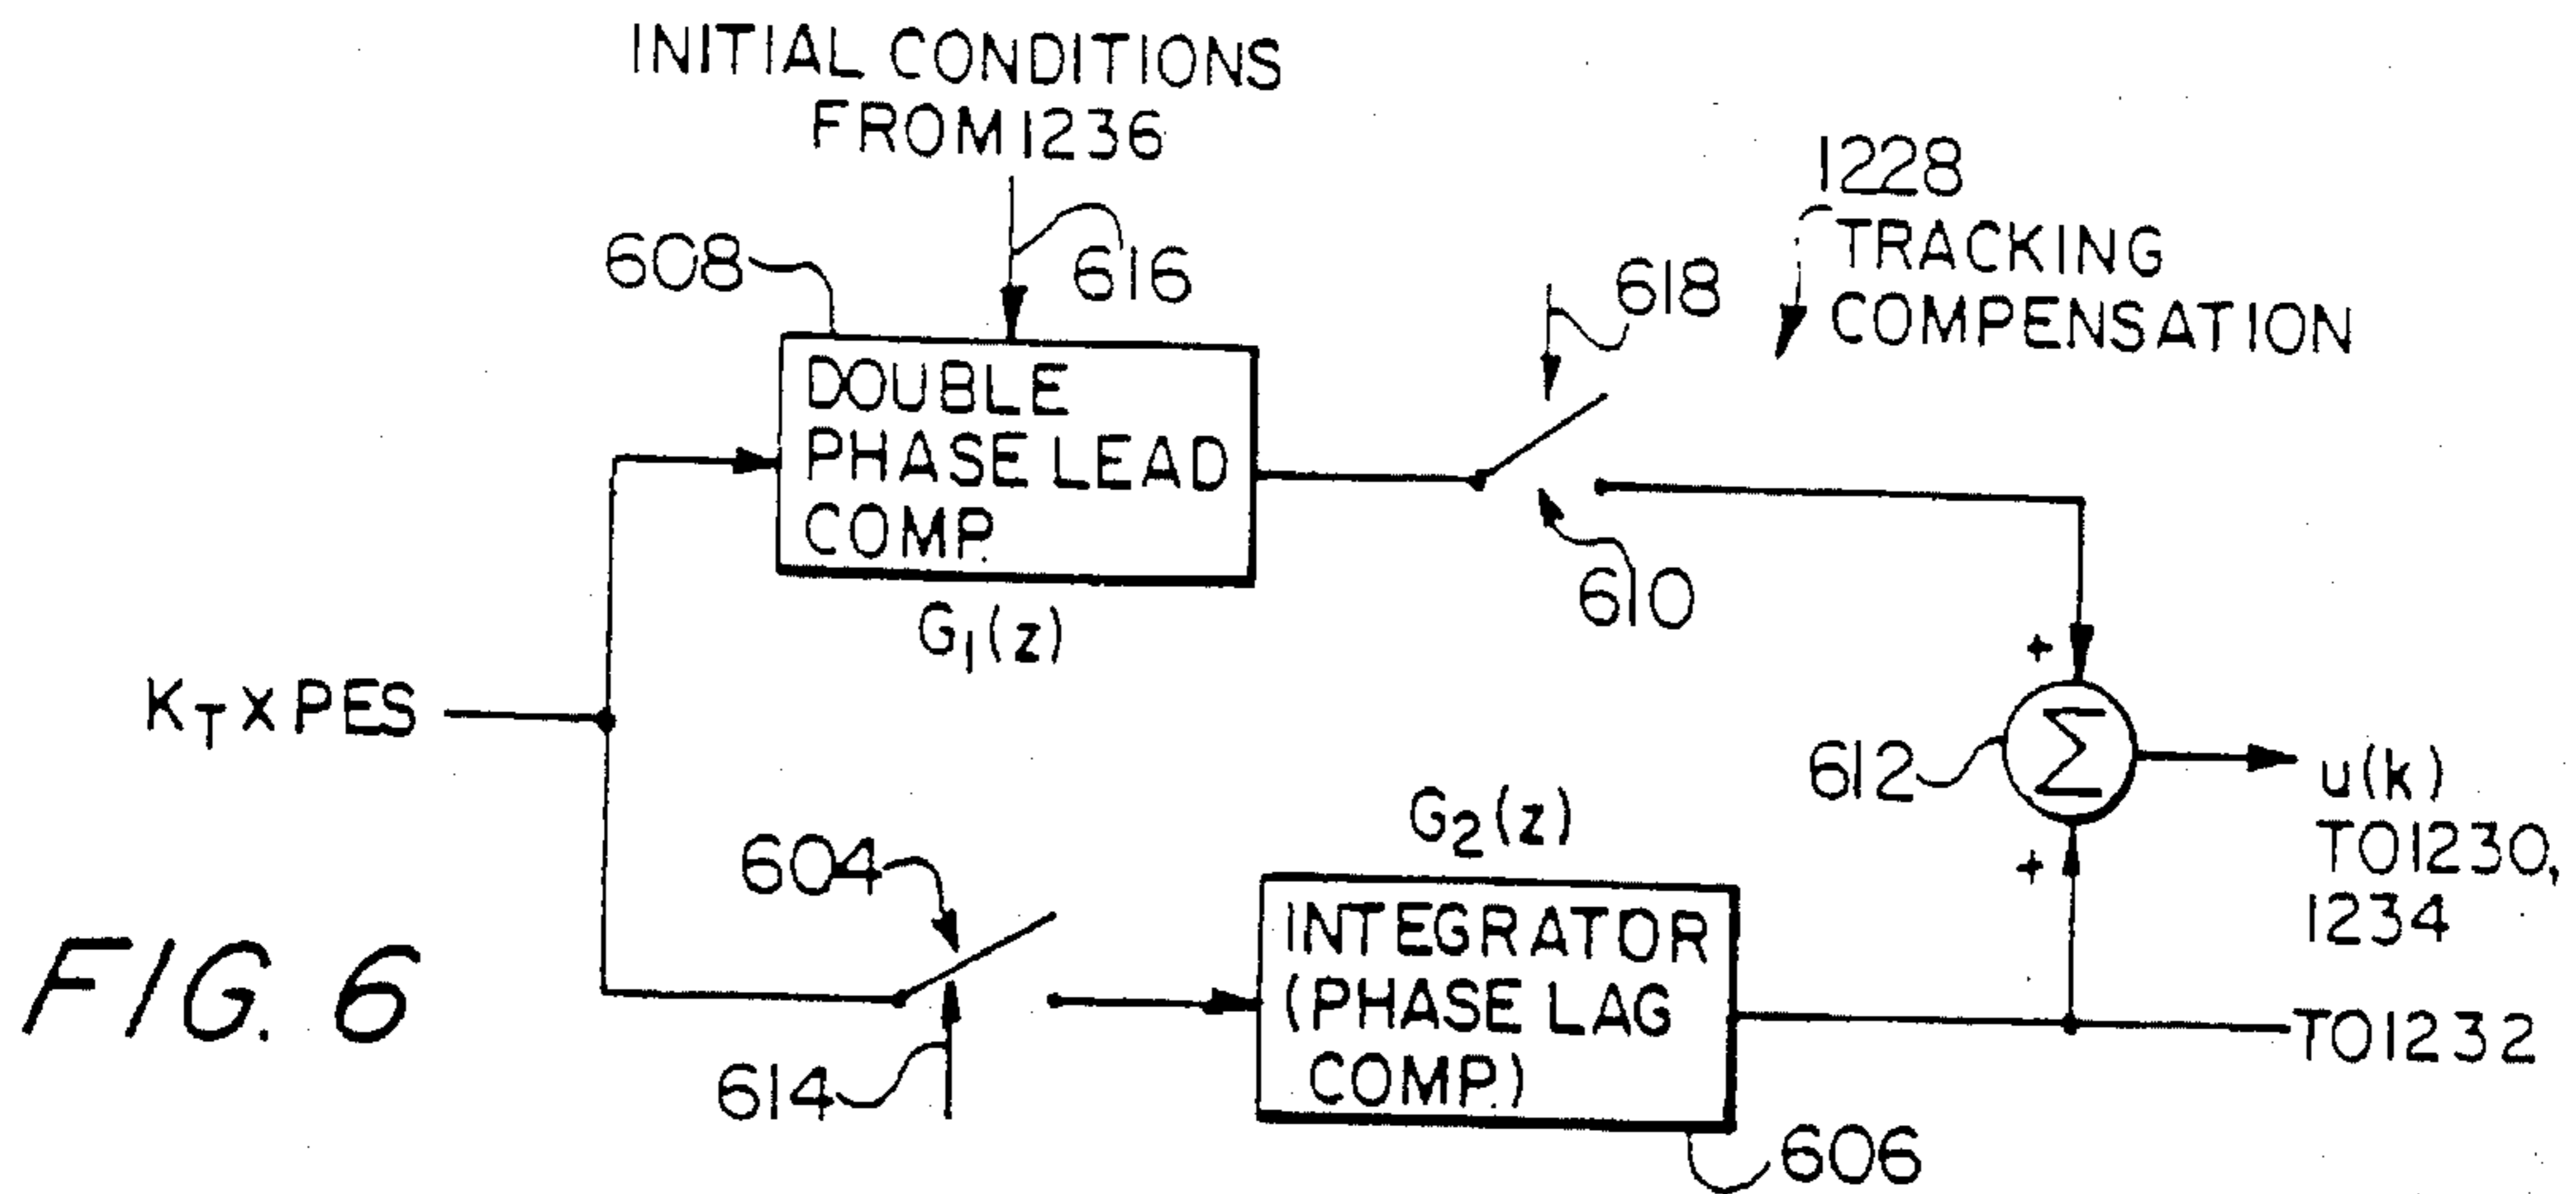 INITIAL CONDITIONS
FROM 1236
1228
TRACKING
COMPENSATION
608
616
618
DOUBLE
PHASE LEAD
COMP.
610
G₁(z)
K_T X PES
612
Σ
+
+
u(k)
TO 1230,
1234
G₂(z)
604
INTEGRATOR
(PHASE LAG
COMP.)
TO 1232
614
606
FIG. 6